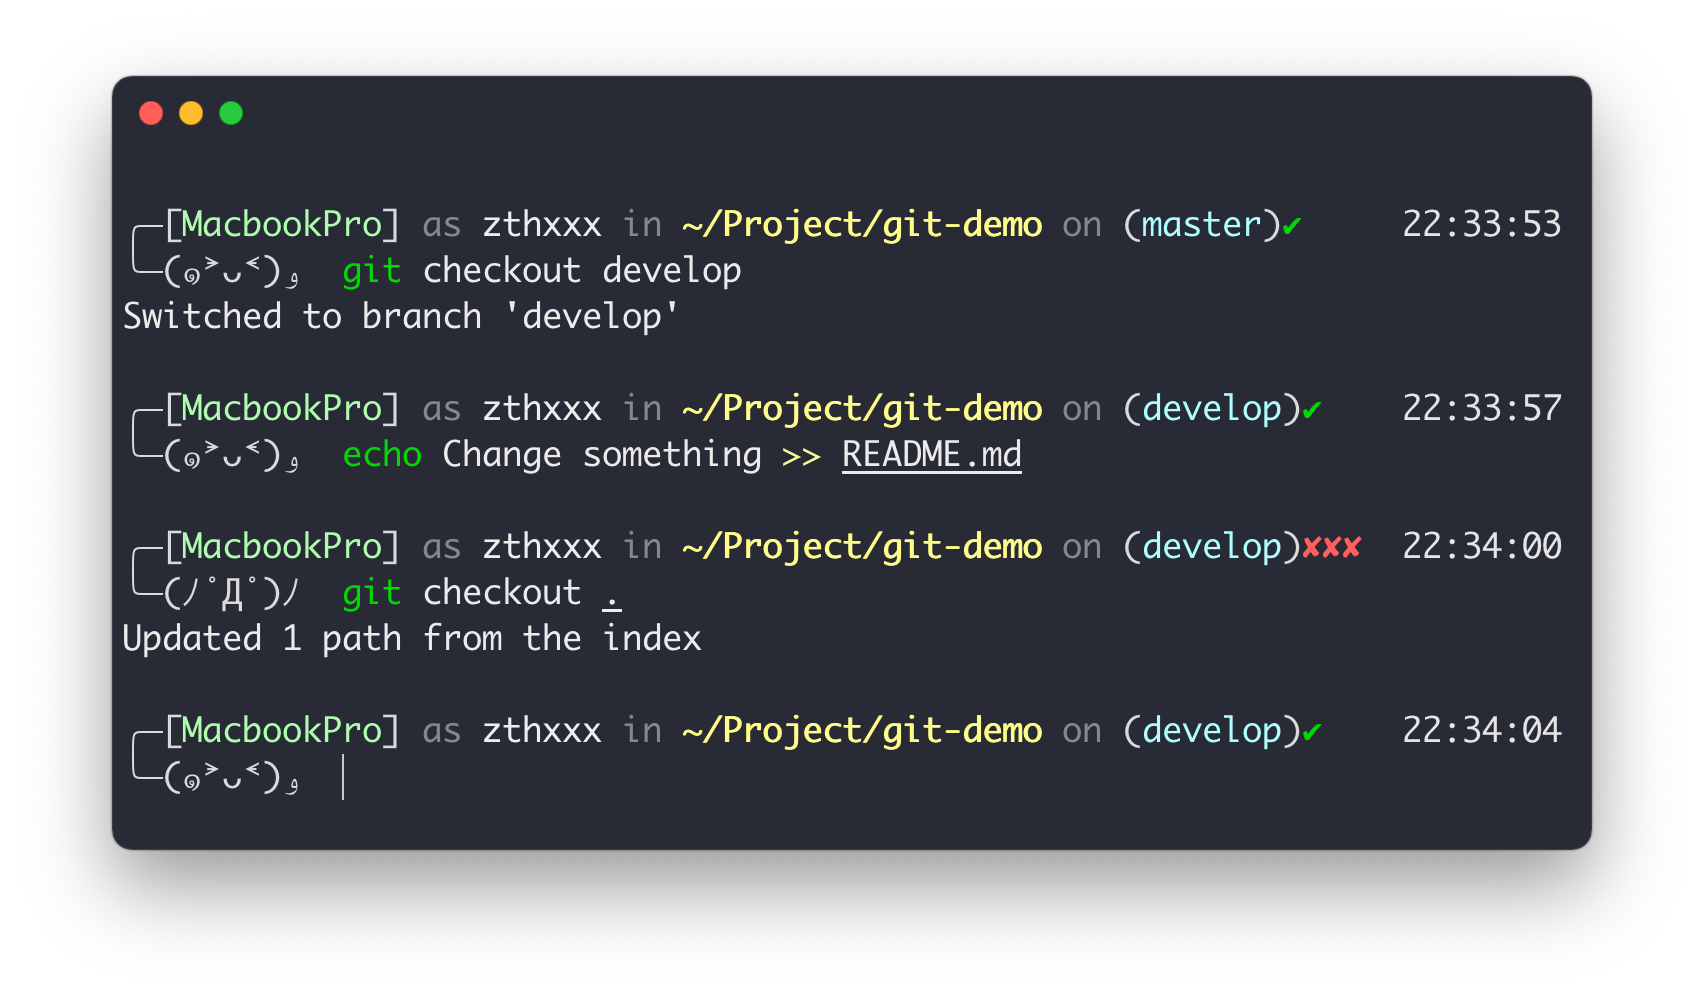 ╭─[MacbookPro] as zthxxx in ~/Project/git-demo on (master)✔ 22:33:53
╰─(๑˃̵ᴗ˂̵)و git checkout develop
Switched to branch 'develop'
╭─[MacbookPro] as zthxxx in ~/Project/git-demo on (develop)✔ 22:33:57
╰─(๑˃̵ᴗ˂̵)و echo Change something >> README.md
╭─[MacbookPro] as zthxxx in ~/Project/git-demo on (develop)✘✘✘ 22:34:00
╰─(ﾉ˚Д˚)ﾉ git checkout .
Updated 1 path from the index
╭─[MacbookPro] as zthxxx in ~/Project/git-demo on (develop)✔ 22:34:04
╰─(๑˃̵ᴗ˂̵)و